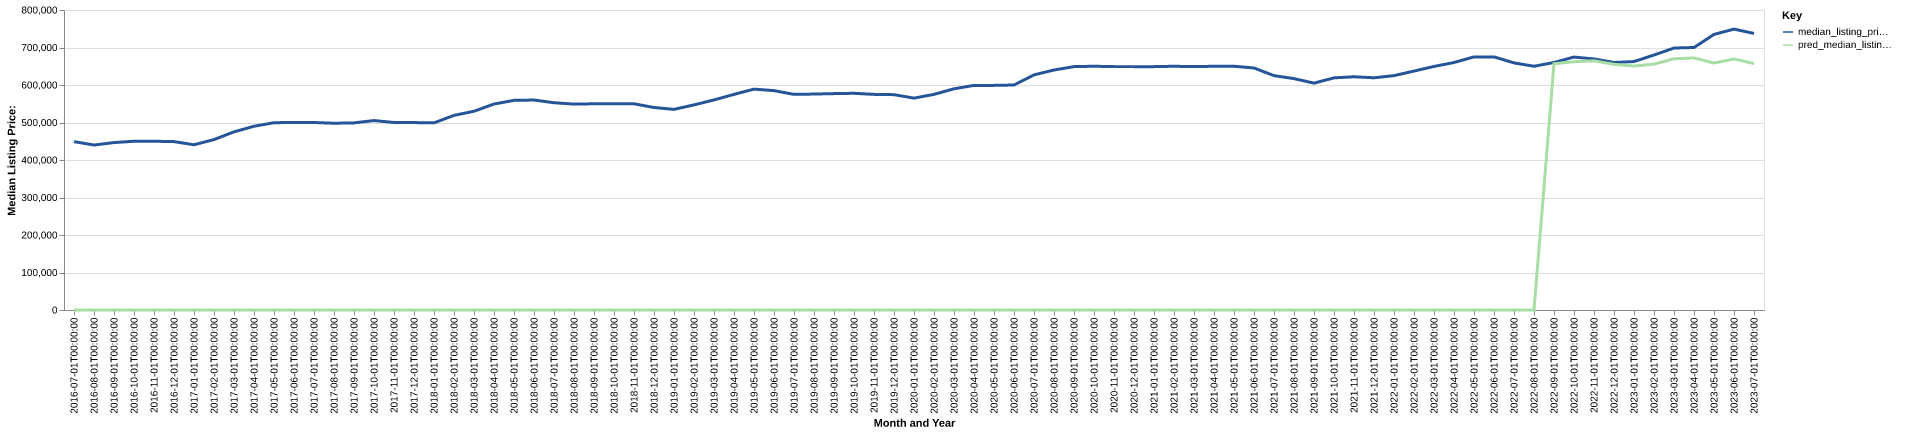 800,000
700,000
600,000
500,000
400,000
300,000
200,000
100,000
0
Median Listing Price:
2016-07-01T00:00:00
2016-08-01T00:00:00
2016-09-01T00:00:00
2016-10-01T00:00:00
2016-11-01T00:00:00
2016-12-01T00:00:00
2017-01-01T00:00:00
2017-02-01T00:00:00
2017-03-01T00:00:00
2017-04-01T00:00:00
2017-05-01T00:00:00
2017-06-01T00:00:00
2017-07-01T00:00:00
2017-08-01T00:00:00
2017-09-01T00:00:00
2017-10-01T00:00:00
2017-11-01T00:00:00
2017-12-01T00:00:00
2018-01-01T00:00:00
2018-02-01T00:00:00
2018-03-01T00:00:00
2018-04-01T00:00:00
2018-05-01T00:00:00
2018-06-01T00:00:00
2018-07-01T00:00:00
2018-08-01T00:00:00
2018-09-01T00:00:00
2018-10-01T00:00:00
2018-11-01T00:00:00
2018-12-01T00:00:00
2019-01-01T00:00:00
2019-02-01T00:00:00
2019-03-01T00:00:00
2019-04-01T00:00:00
2019-05-01T00:00:00
2019-06-01T00:00:00
2019-07-01T00:00:00
2019-08-01T00:00:00
2019-09-01T00:00:00
2019-10-01T00:00:00
2019-11-01T00:00:00
2019-12-01T00:00:00
2020-01-01T00:00:00
2020-02-01T00:00:00
2020-03-01T00:00:00
2020-04-01T00:00:00
2020-05-01T00:00:00
2020-06-01T00:00:00
2020-07-01T00:00:00
2020-08-01T00:00:00
2020-09-01T00:00:00
2020-10-01T00:00:00
2020-11-01T00:00:00
2020-12-01T00:00:00
2021-01-01T00:00:00
2021-02-01T00:00:00
2021-03-01T00:00:00
2021-04-01T00:00:00
2021-05-01T00:00:00
2021-06-01T00:00:00
2021-07-01T00:00:00
2021-08-01T00:00:00
2021-09-01T00:00:00
2021-10-01T00:00:00
2021-11-01T00:00:00
2021-12-01T00:00:00
2022-01-01T00:00:00
2022-02-01T00:00:00
2022-03-01T00:00:00
2022-04-01T00:00:00
2022-05-01T00:00:00
2022-06-01T00:00:00
2022-07-01T00:00:00
2022-08-01T00:00:00
2022-09-01T00:00:00
2022-10-01T00:00:00
2022-11-01T00:00:00
2022-12-01T00:00:00
2023-01-01T00:00:00
2023-02-01T00:00:00
2023-03-01T00:00:00
2023-04-01T00:00:00
2023-05-01T00:00:00
2023-06-01T00:00:00
2023-07-01T00:00:00
Month and Year
Key
median_listing_pri…
pred_median_listin…